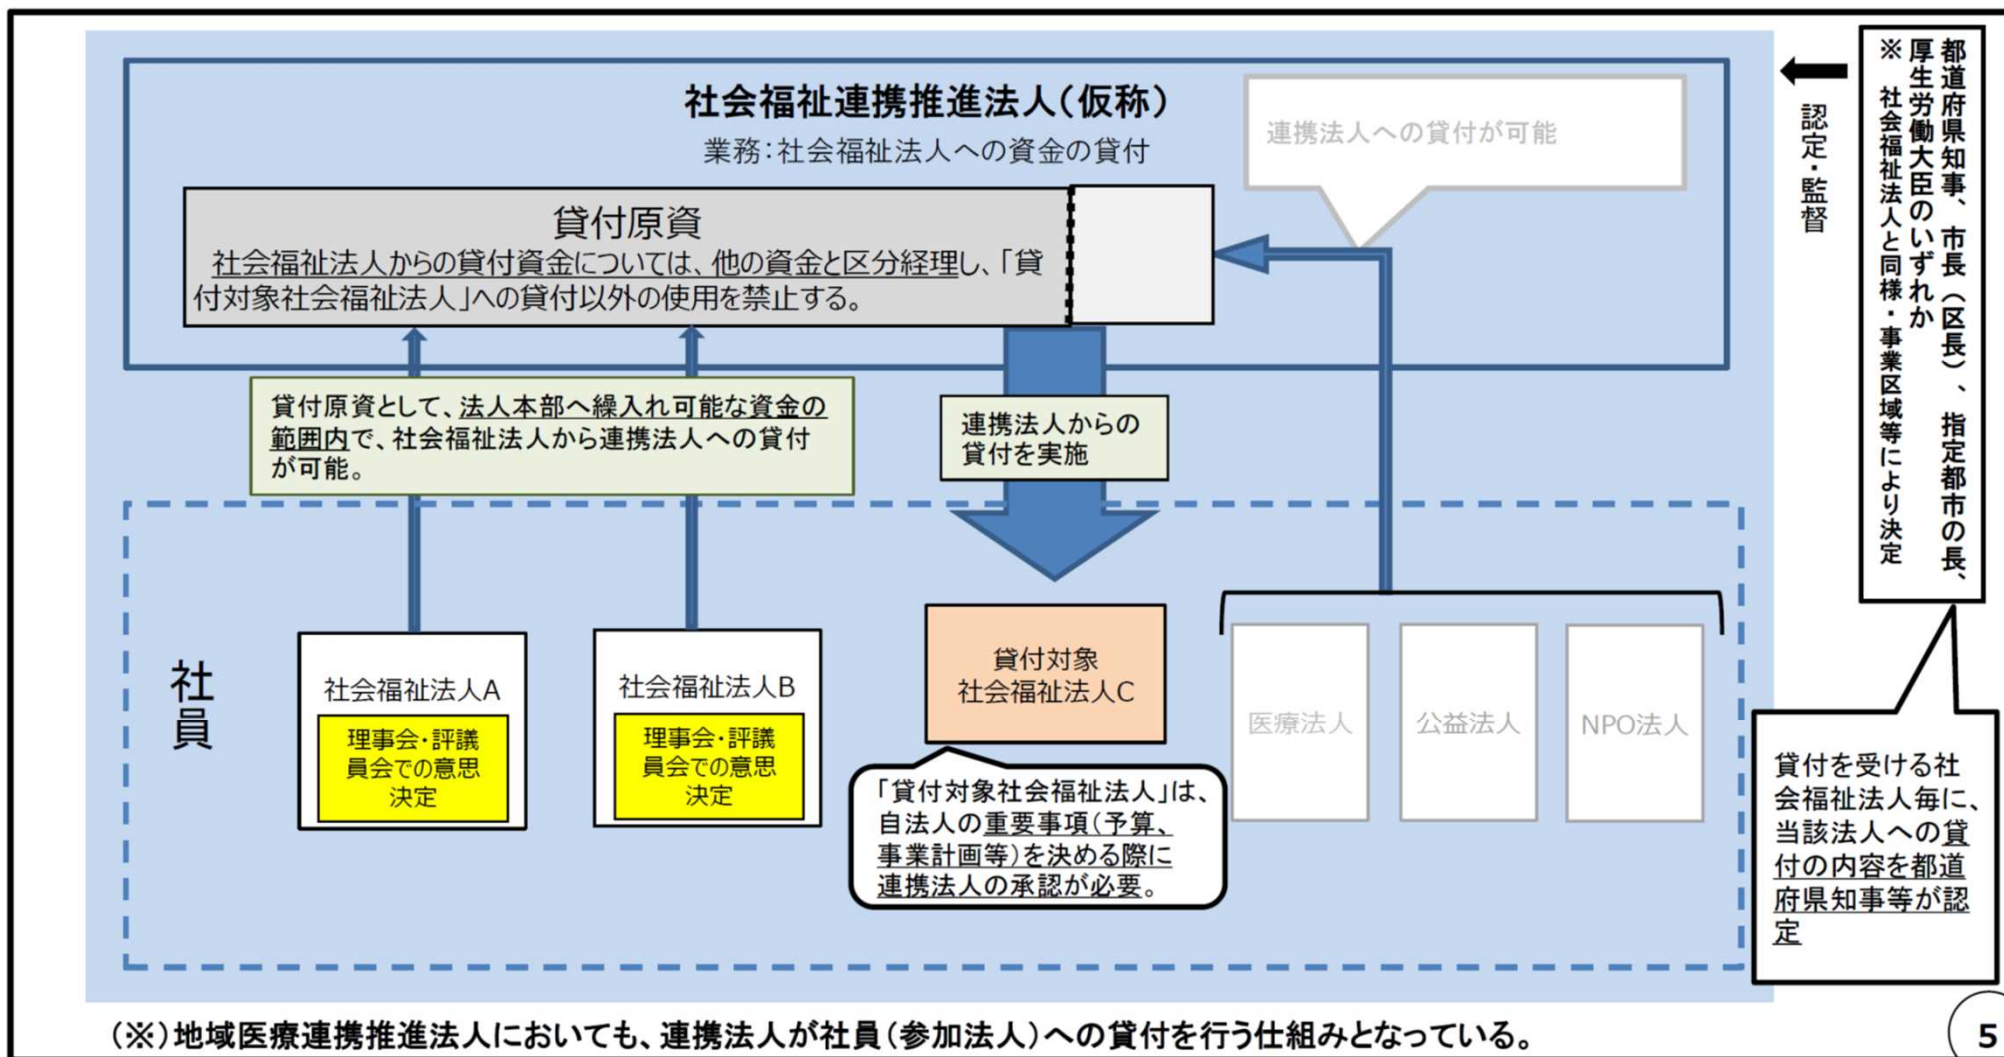 社会福祉連携推進法人（仮称）
業務：社会福祉法人への資金の貸付
連携法人への貸付が可能
貸付原資
社会福祉法人からの貸付資金については、他の資金と区分経理し、「貸
付対象社会福祉法人」への貸付以外の使用を禁止する。
貸付原資として、法人本部へ繰入れ可能な資金の
範囲内で、社会福祉法人から連携法人への貸付
が可能。
連携法人からの
貸付を実施
社員
社会福祉法人A
理事会・評議
員会での意思
決定
社会福祉法人B
理事会・評議
員会での意思
決定
貸付対象
社会福祉法人C
「貸付対象社会福祉法人」は、
自法人の重要事項（予算、
事業計画等）を決める際に
連携法人の承認が必要。
医療法人
公益法人
NPO法人
認定・監督
都道府県知事、市長（区長）、指定都市の長、
厚生労働大臣のいずれか
※　社会福祉法人と同様・事業区域等により決定
貸付を受ける社
会福祉法人毎に、
当該法人への貸
付の内容を都道
府県知事等が認
定
（※）地域医療連携推進法人においても、連携法人が社員（参加法人）への貸付を行う仕組みとなっている。
5